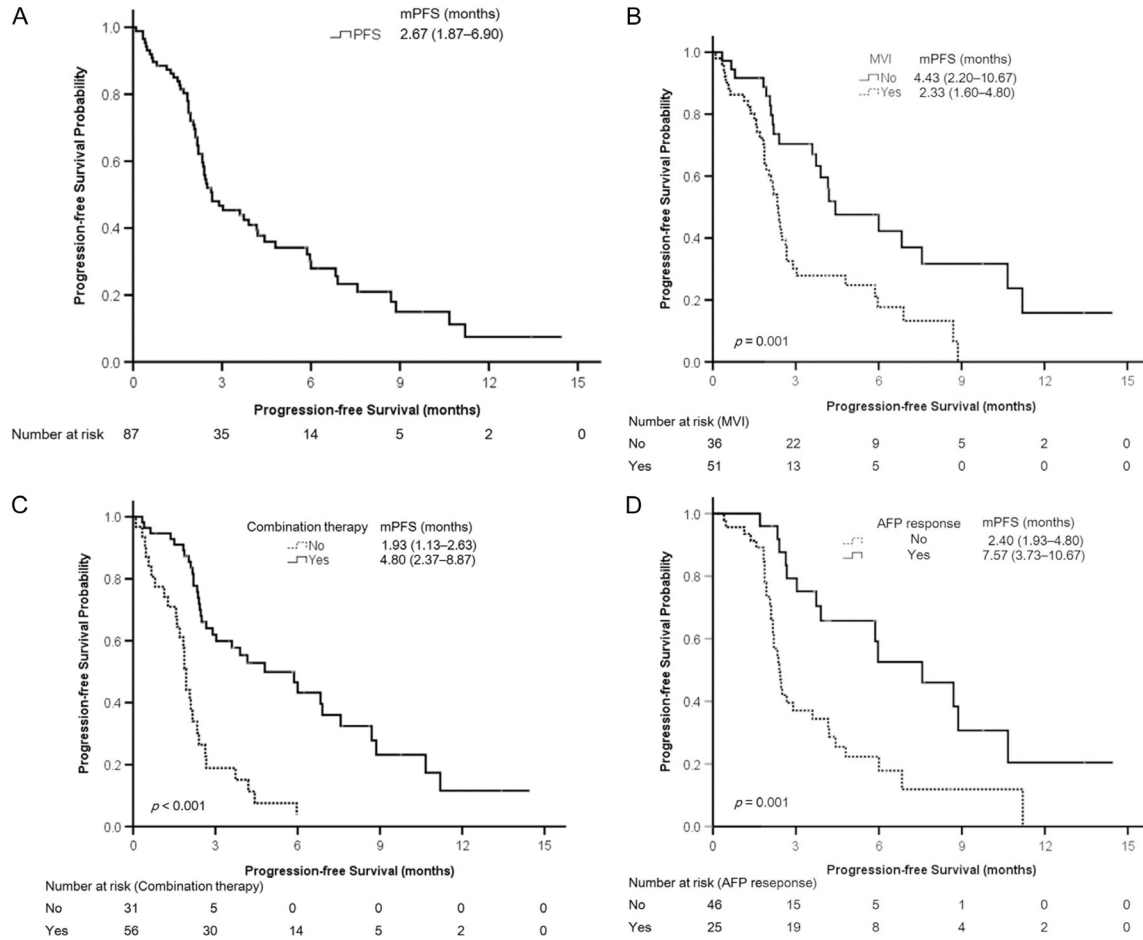 A
mPFS (months)
PFS 2.67 (1.87–6.90)
Progression-free Survival Probability
1.0
0.8
0.6
0.4
0.2
0.0
0 3 6 9 12 15
Progression-free Survival (months)
Number at risk 87 35 14 5 2 0
B
MVI mPFS (months)
No 4.43 (2.20–10.67)
Yes 2.33 (1.60–4.80)
Progression-free Survival Probability
1.0
0.8
0.6
0.4
0.2
0.0
p = 0.001
0 3 6 9 12 15
Progression-free Survival (months)
Number at risk (MVI)
No 36 22 9 5 2 0
Yes 51 13 5 0 0 0
C
Combination therapy mPFS (months)
No 1.93 (1.13–2.63)
Yes 4.80 (2.37–8.87)
Progression-free Survival Probability
1.0
0.8
0.6
0.4
0.2
0.0
p < 0.001
0 3 6 9 12 15
Progression-free Survival (months)
Number at risk (Combination therapy)
No 31 5 0 0 0 0
Yes 56 30 14 5 2 0
D
AFP response mPFS (months)
No 2.40 (1.93–4.80)
Yes 7.57 (3.73–10.67)
Progression-free Survival Probability
1.0
0.8
0.6
0.4
0.2
0.0
p = 0.001
0 3 6 9 12 15
Progression-free Survival (months)
Number at risk (AFP reseponse)
No 46 15 5 1 0 0
Yes 25 19 8 4 2 0